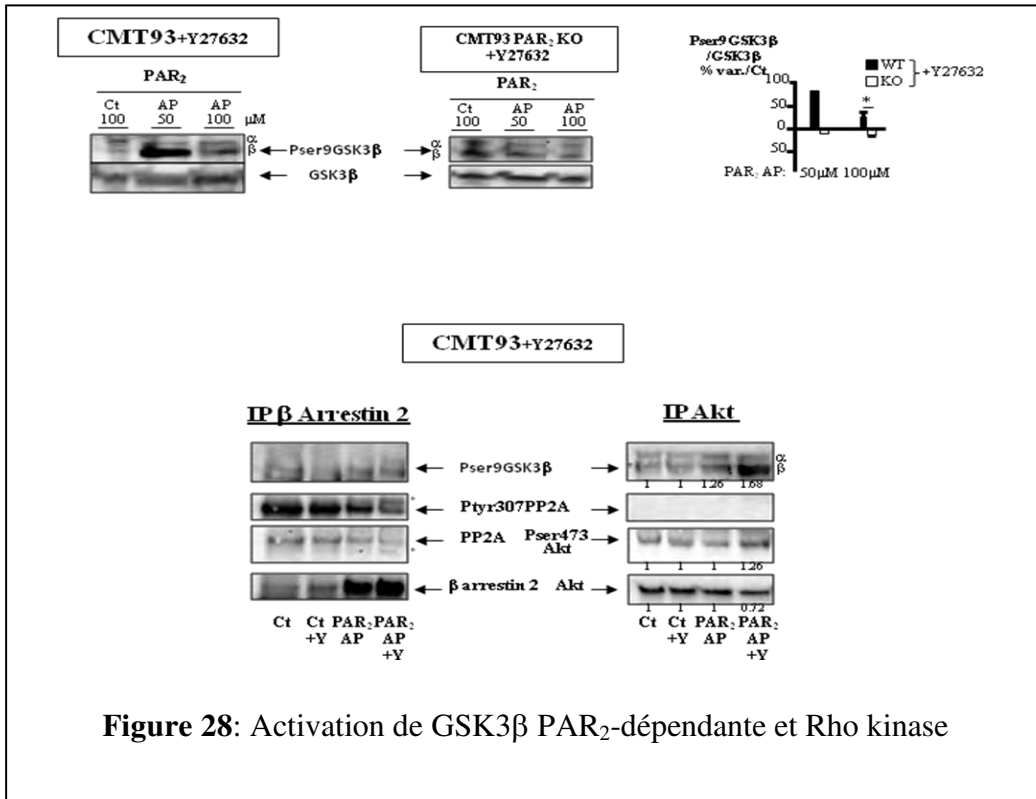 CMT93+Y27632
PAR₂
Ct AP AP
100 50 100 μM
α
β
Pser9GSK3β
GSK3β
CMT93 PAR₂ KO
+Y27632
PAR₂
Ct AP AP
100 50 100
α
β
Pser9GSK3β
/GSK3β
% var./Ct
100
50
0
50
WT
KO
+Y27632
*
PAR₂ AP: 50μM 100μM
CMT93+Y27632
IP β Arrestin 2
IP Akt
Pser9GSK3β
α
β
1 1 1.26 1.68
Ptyr307PP2A
PP2A
Pser473
Akt
1 1 1 1.26
β arrestin 2
Akt
1 1 1 0.72
Ct Ct PAR₂ PAR₂
+Y AP AP
+Y
Ct Ct PAR₂ PAR₂
+Y AP AP
+Y
Figure 28: Activation de GSK3β PAR₂-dépendante et Rho kinase